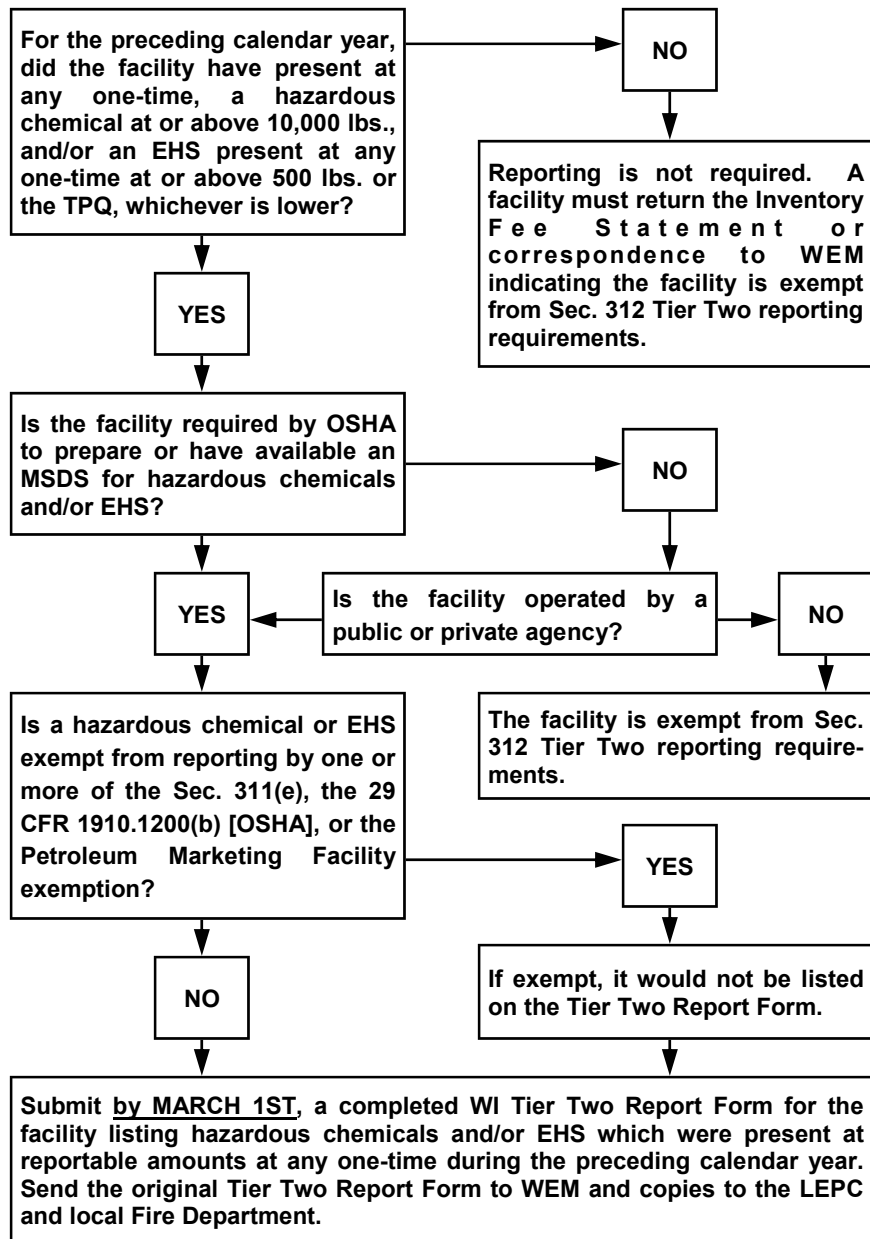 For the preceding calendar year,
did the facility have present at
any one-time, a hazardous
chemical at or above 10,000 lbs.,
and/or an EHS present at any
one-time at or above 500 lbs. or
the TPQ, whichever is lower?
NO
Reporting is not required. A
facility must return the Inventory
Fee Statement or
correspondence to WEM
indicating the facility is exempt
from Sec. 312 Tier Two reporting
requirements.
YES
Is the facility required by OSHA
to prepare or have available an
MSDS for hazardous chemicals
and/or EHS?
NO
YES
Is the facility operated by a
public or private agency?
NO
The facility is exempt from Sec.
312 Tier Two reporting require-
ments.
Is a hazardous chemical or EHS
exempt from reporting by one or
more of the Sec. 311(e), the 29
CFR 1910.1200(b) [OSHA], or the
Petroleum Marketing Facility
exemption?
YES
If exempt, it would not be listed
on the Tier Two Report Form.
NO
Submit by MARCH 1ST, a completed WI Tier Two Report Form for the
facility listing hazardous chemicals and/or EHS which were present at
reportable amounts at any one-time during the preceding calendar year.
Send the original Tier Two Report Form to WEM and copies to the LEPC
and local Fire Department.